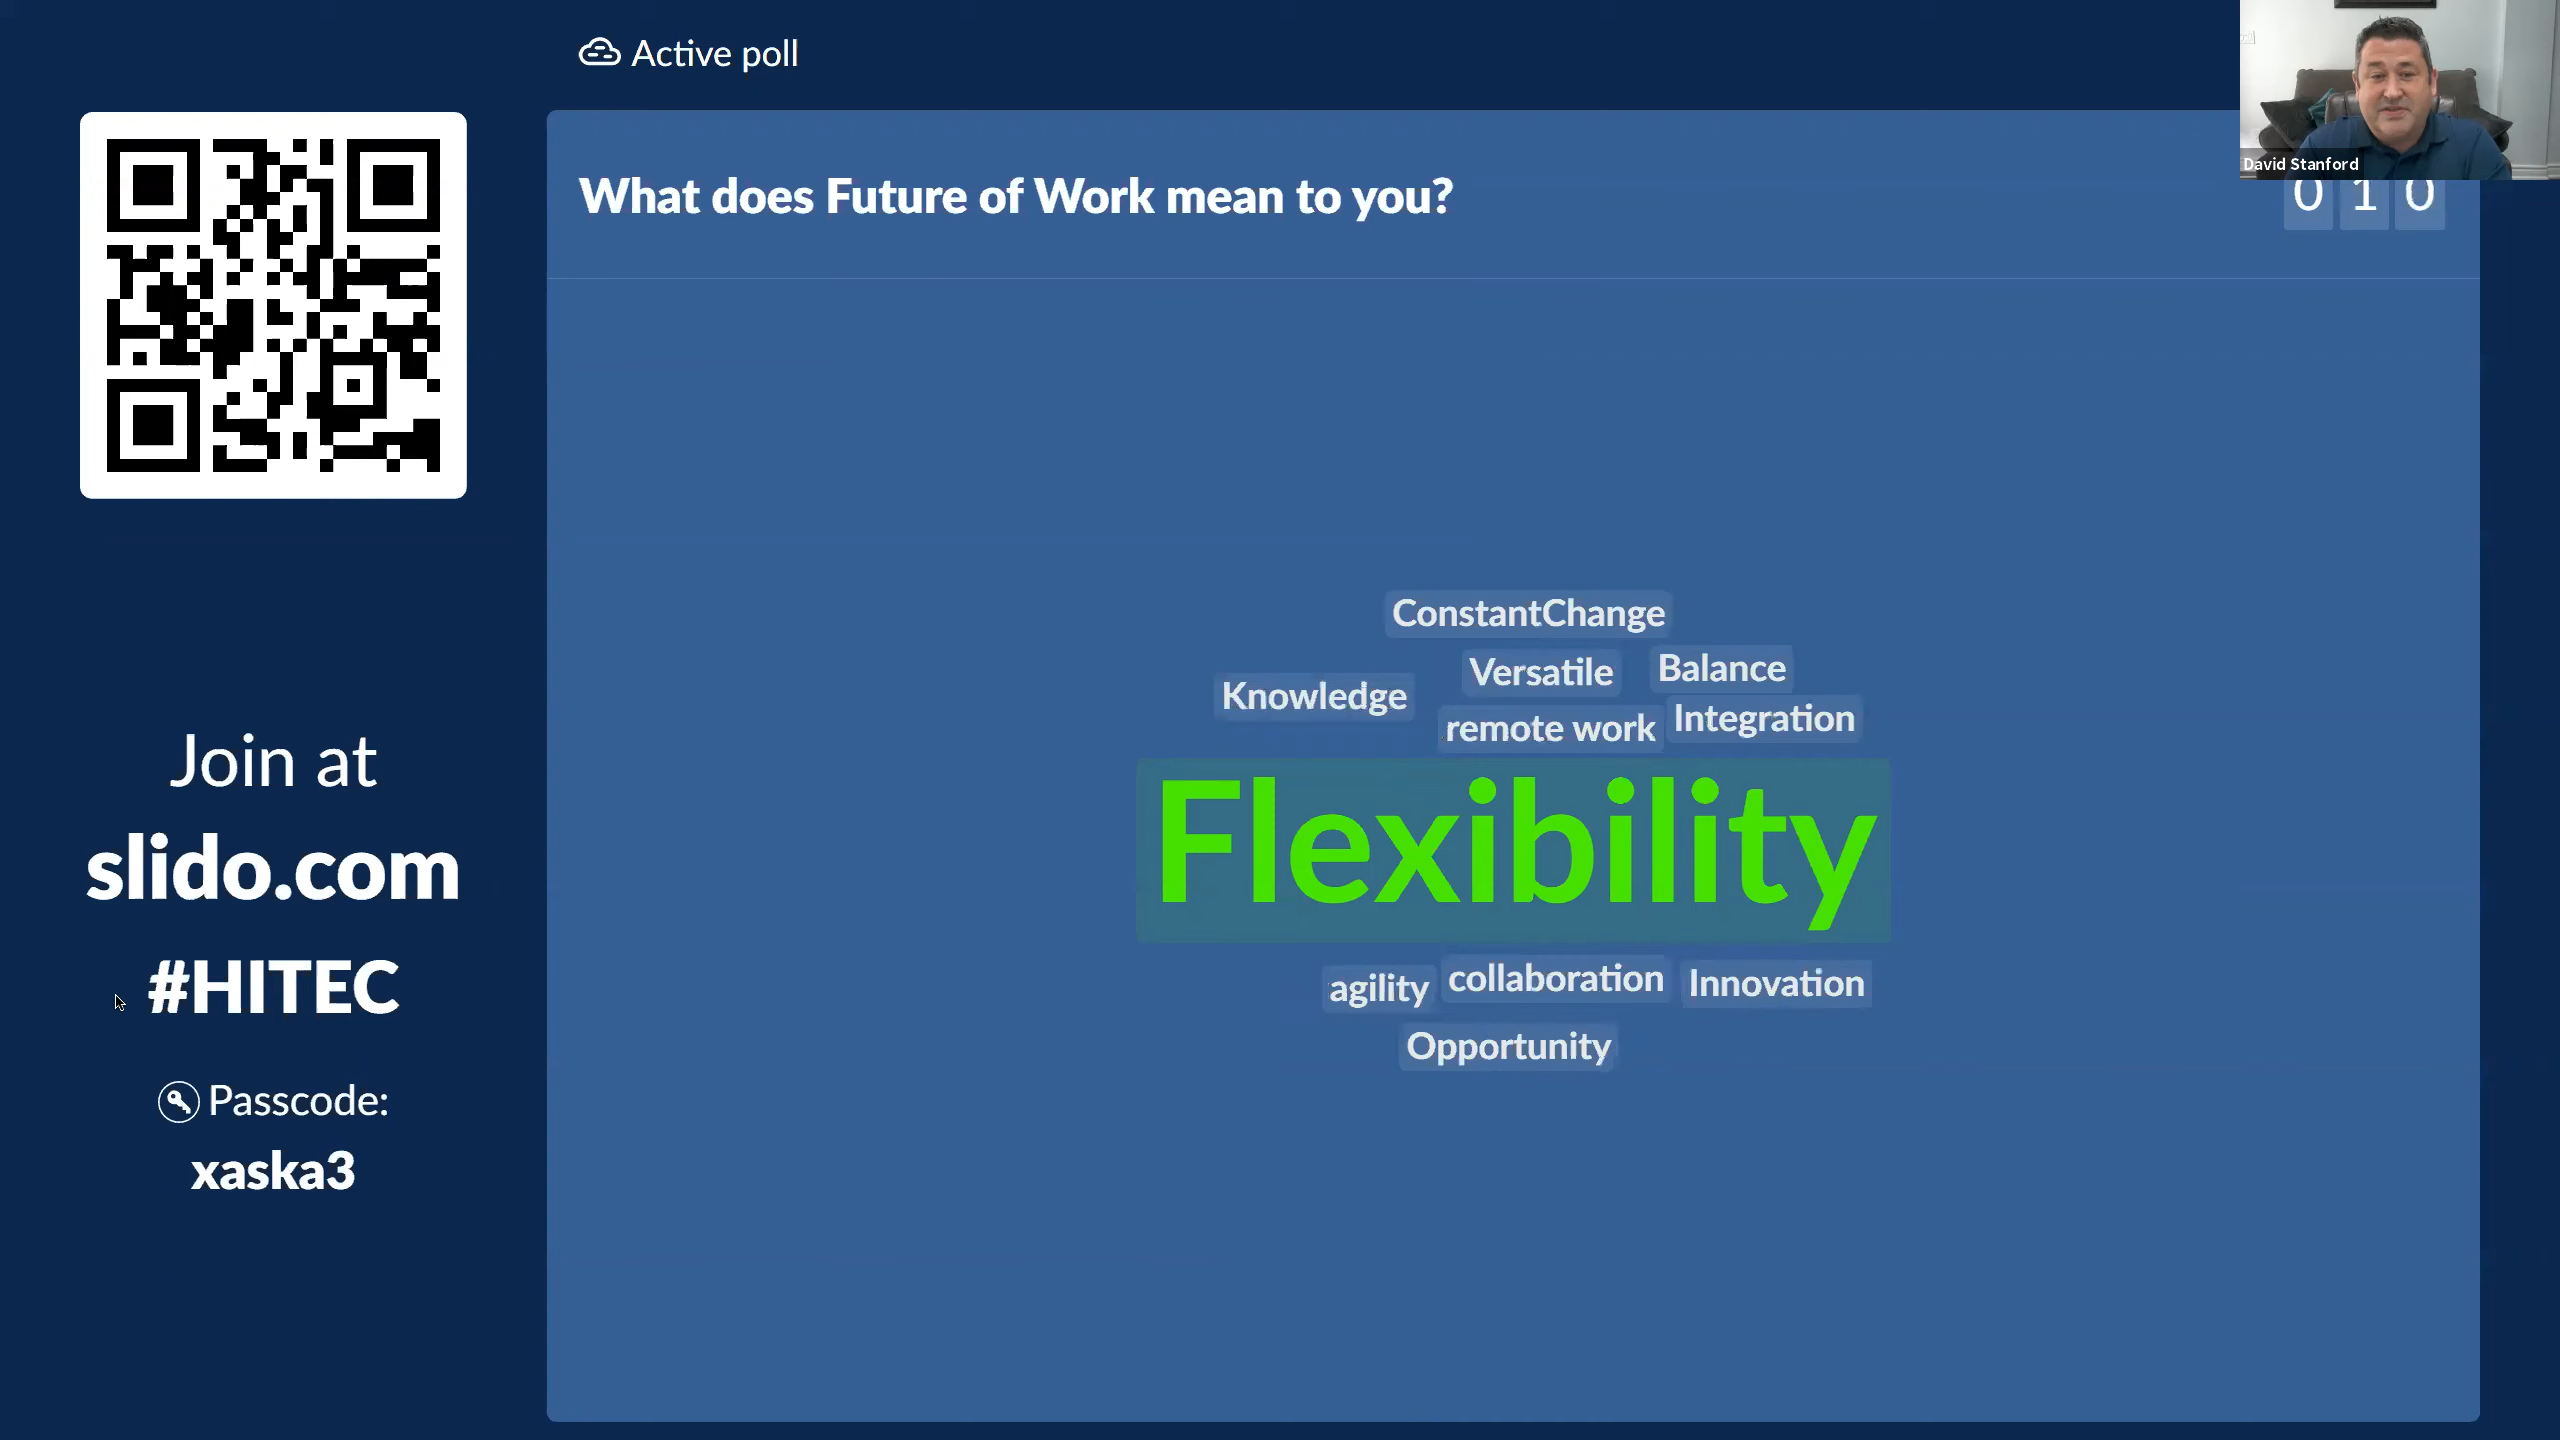 Active poll
David Stanford
What does Future of Work mean to you?
0 1 0
ConstantChange
Versatile
Balance
Knowledge
remote work
Integration
Flexibility
agility
collaboration
Innovation
Opportunity
Join at
slido.com
#HITEC
Passcode:
xaska3